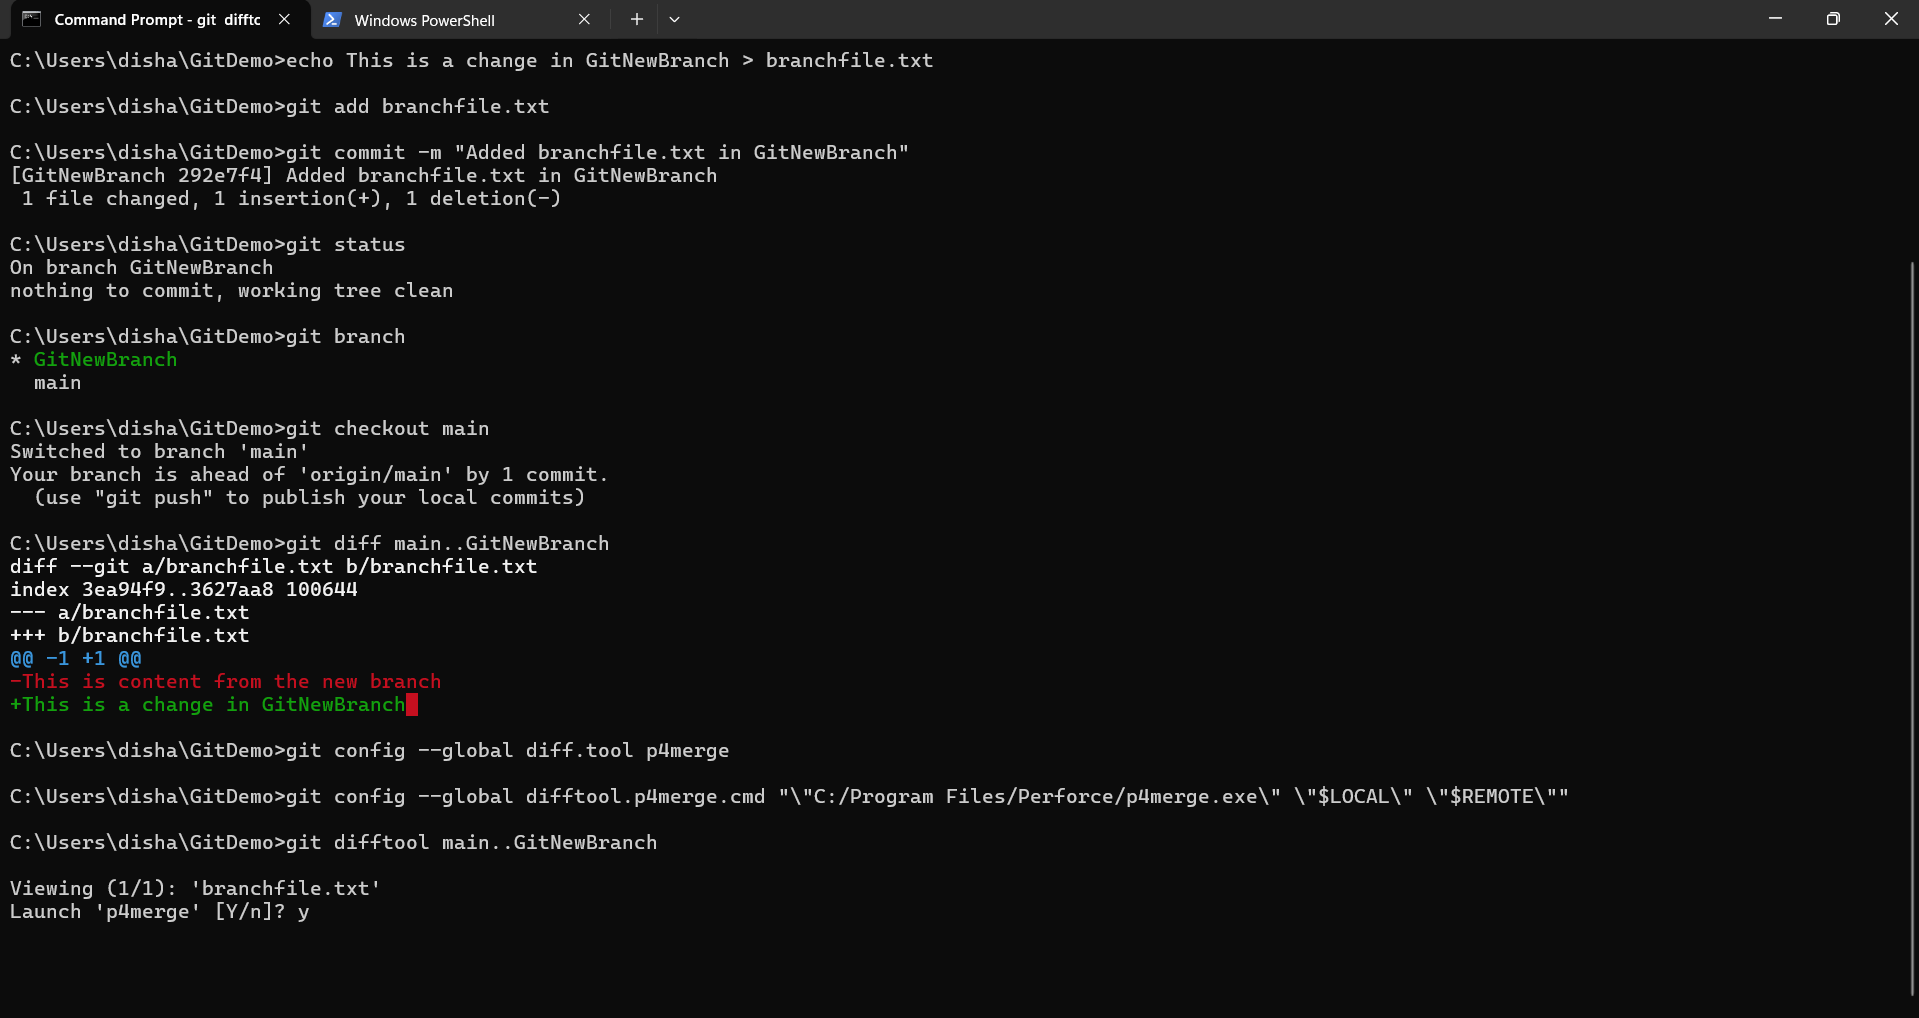 Command Prompt - git difftc
Windows PowerShell
C:\Users\disha\GitDemo>echo This is a change in GitNewBranch > branchfile.txt
C:\Users\disha\GitDemo>git add branchfile.txt
C:\Users\disha\GitDemo>git commit -m "Added branchfile.txt in GitNewBranch"
[GitNewBranch 292e7f4] Added branchfile.txt in GitNewBranch
 1 file changed, 1 insertion(+), 1 deletion(-)
C:\Users\disha\GitDemo>git status
On branch GitNewBranch
nothing to commit, working tree clean
C:\Users\disha\GitDemo>git branch
* GitNewBranch
  main
C:\Users\disha\GitDemo>git checkout main
Switched to branch 'main'
Your branch is ahead of 'origin/main' by 1 commit.
  (use "git push" to publish your local commits)
C:\Users\disha\GitDemo>git diff main..GitNewBranch
diff --git a/branchfile.txt b/branchfile.txt
index 3ea94f9..3627aa8 100644
--- a/branchfile.txt
+++ b/branchfile.txt
@@ -1 +1 @@
-This is content from the new branch
+This is a change in GitNewBranch
C:\Users\disha\GitDemo>git config --global diff.tool p4merge
C:\Users\disha\GitDemo>git config --global difftool.p4merge.cmd "\"C:/Program Files/Perforce/p4merge.exe\" \"$LOCAL\" \"$REMOTE\""
C:\Users\disha\GitDemo>git difftool main..GitNewBranch
Viewing (1/1): 'branchfile.txt'
Launch 'p4merge' [Y/n]? y